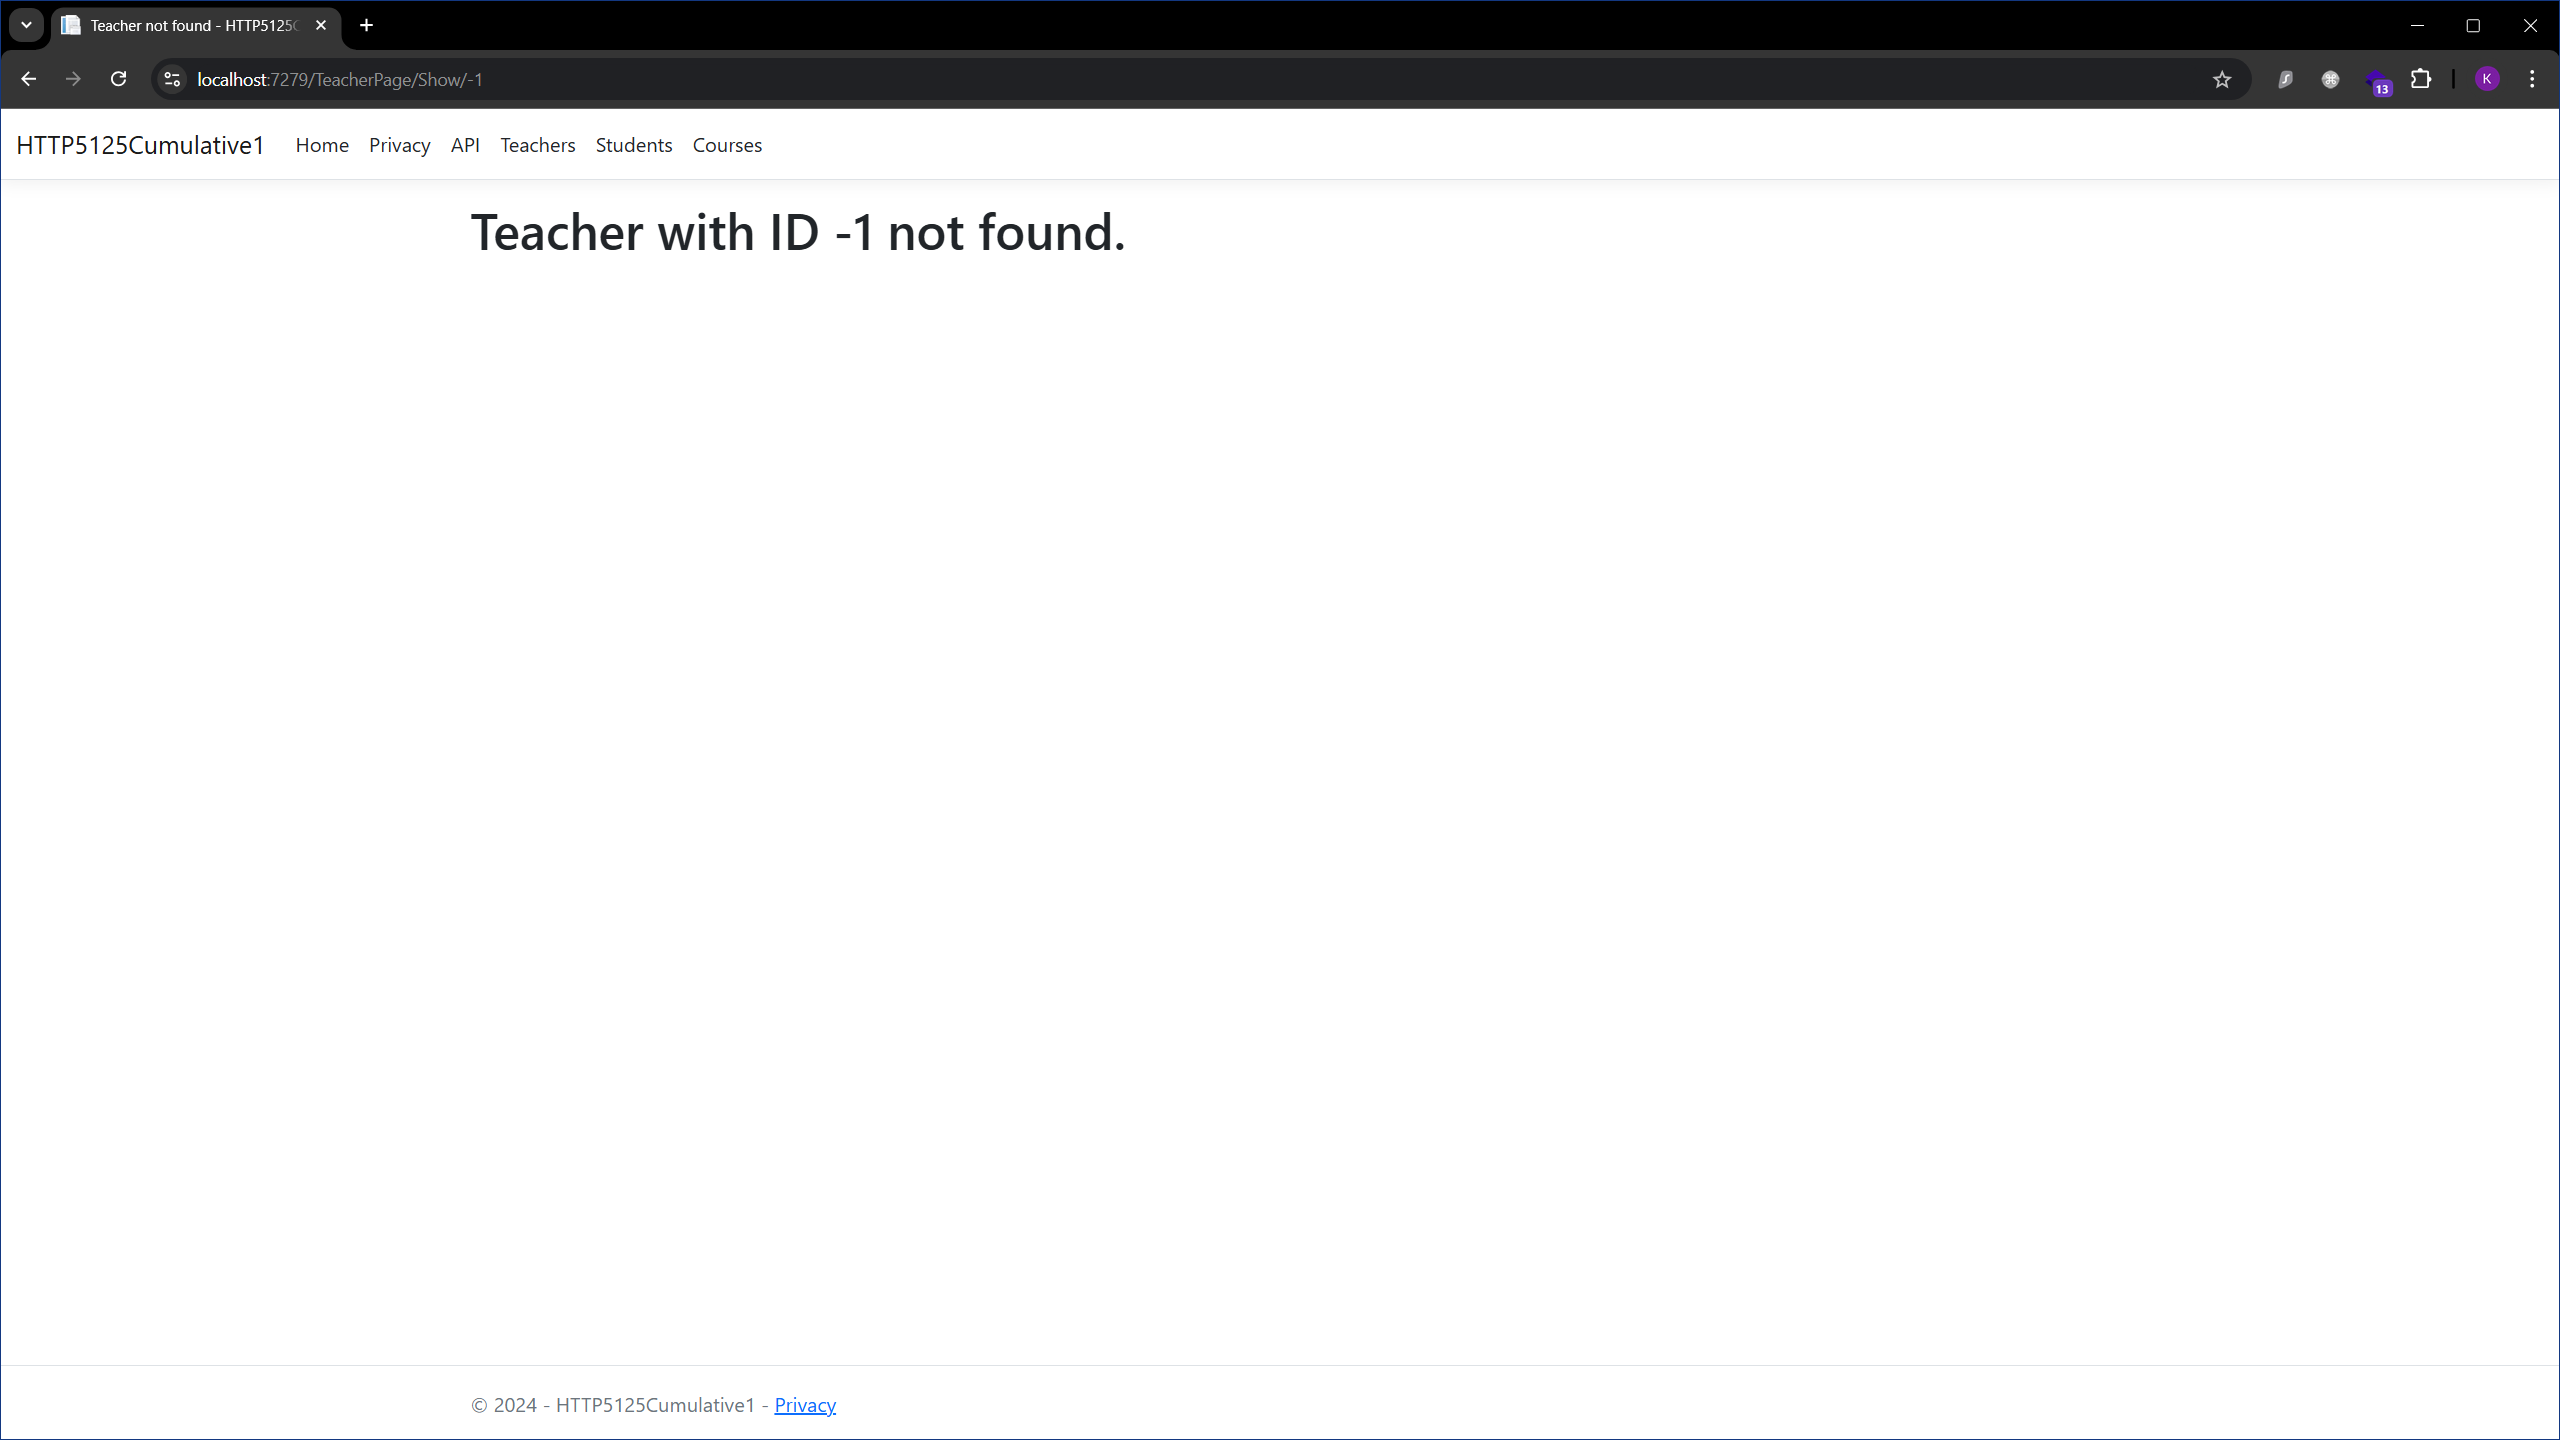 Teacher not found - HTTP5125C
localhost:7279/TeacherPage/Show/-1
13
K
HTTP5125Cumulative1 Home Privacy API Teachers Students Courses
Teacher with ID -1 not found.
© 2024 - HTTP5125Cumulative1 - Privacy